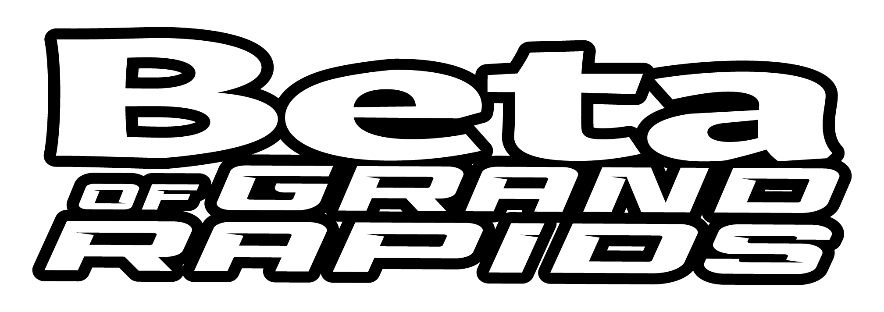 Beta
OF GRAND
RAPIDS